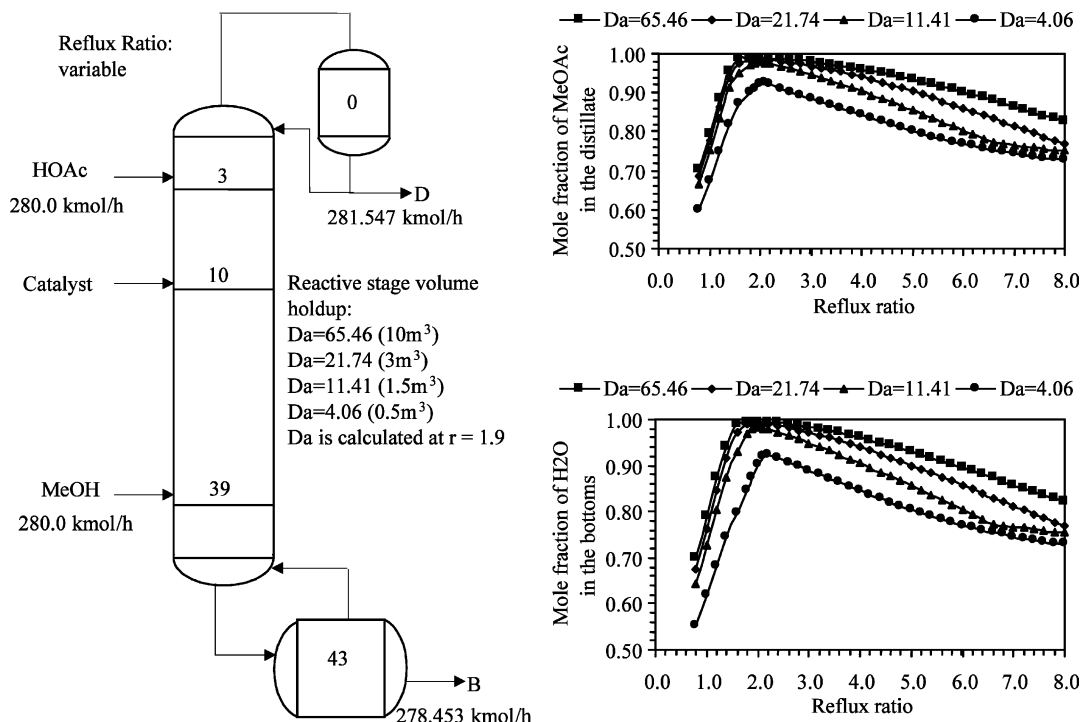 Reflux Ratio:
variable
0
HOAc
3
280.0 kmol/h
D
281.547 kmol/h
Catalyst
10
Reactive stage volume
holdup:
Da=65.46 (10m³)
Da=21.74 (3m³)
Da=11.41 (1.5m³)
Da=4.06 (0.5m³)
Da is calculated at r = 1.9
MeOH
39
280.0 kmol/h
43
B
278.453 kmol/h
Da=65.46 Da=21.74 Da=11.41 Da=4.06
Mole fraction of MeOAc
in the distillate
1.00
0.90
0.80
0.70
0.60
0.50
0.0 1.0 2.0 3.0 4.0 5.0 6.0 7.0 8.0
Reflux ratio
Da=65.46 Da=21.74 Da=11.41 Da=4.06
Mole fraction of H2O
in the bottoms
1.00
0.90
0.80
0.70
0.60
0.50
0.0 1.0 2.0 3.0 4.0 5.0 6.0 7.0 8.0
Reflux ratio